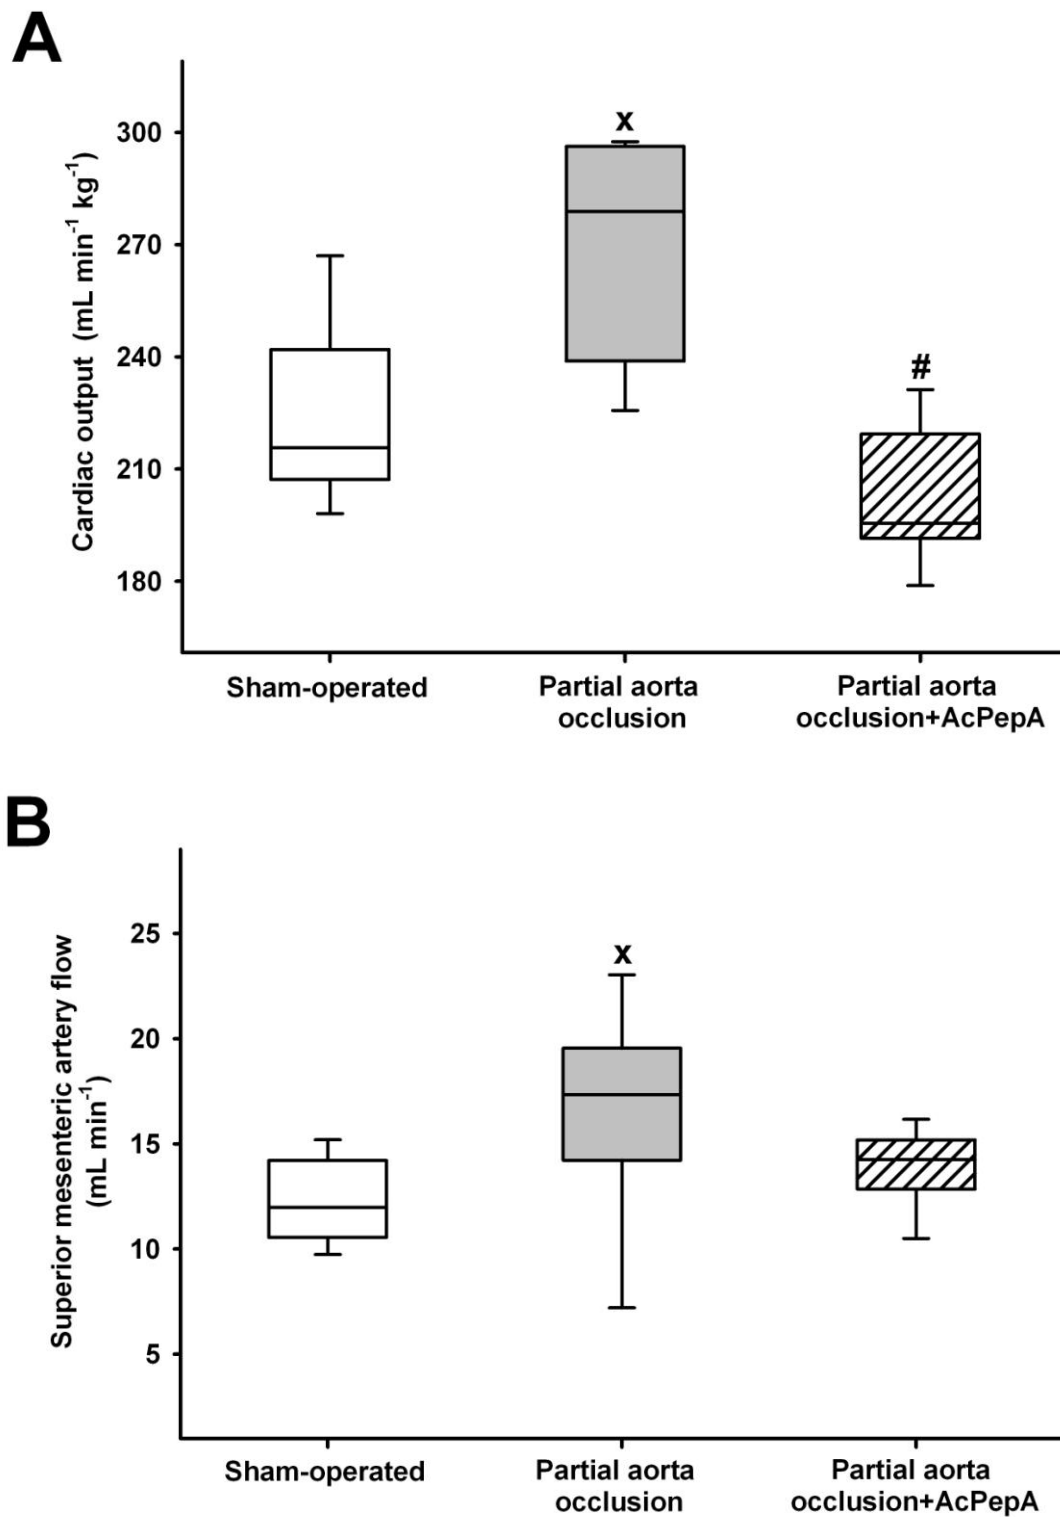 A
Cardiac output (mL min⁻¹ kg⁻¹)
300
270
240
210
180
x
#
Sham-operated
Partial aorta
occlusion
Partial aorta
occlusion+AcPepA
B
Superior mesenteric artery flow
(mL min⁻¹)
25
20
15
10
5
x
Sham-operated
Partial aorta
occlusion
Partial aorta
occlusion+AcPepA